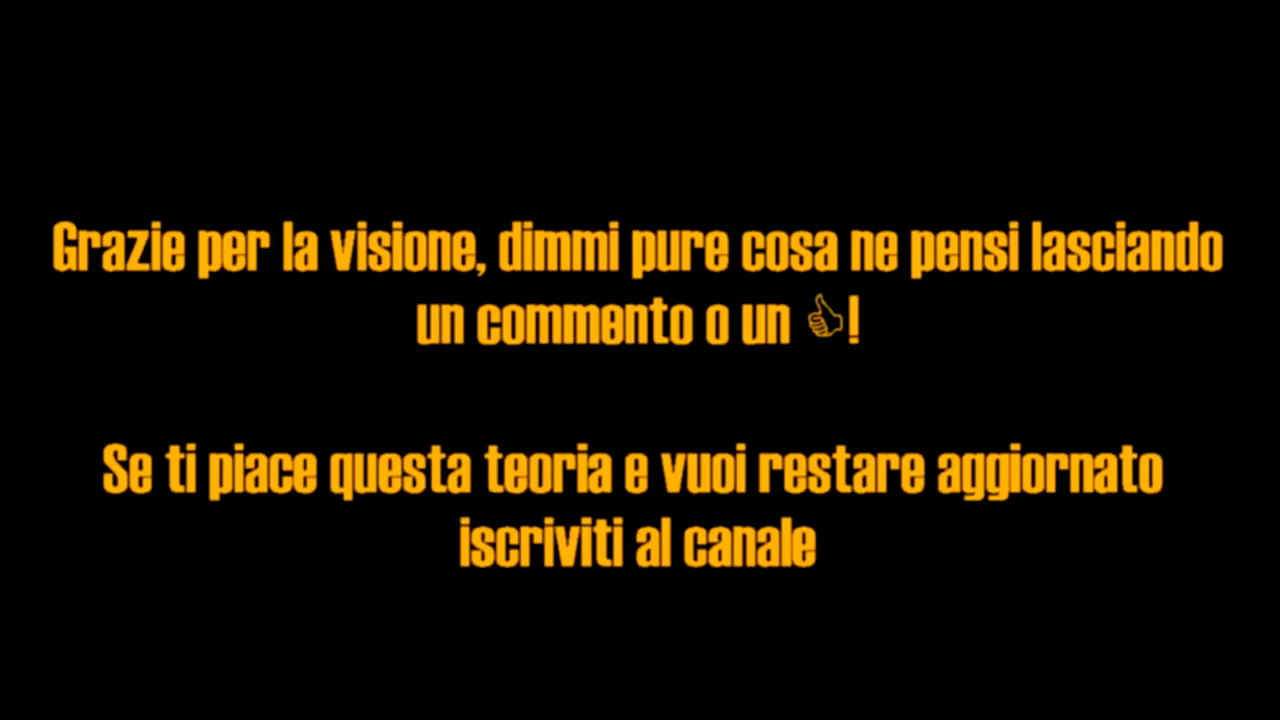 Grazie per la visione, dimmi pure cosa ne pensi lasciando
un commento o un 👍!
Se ti piace questa teoria e vuoi restare aggiornato
iscriviti al canale